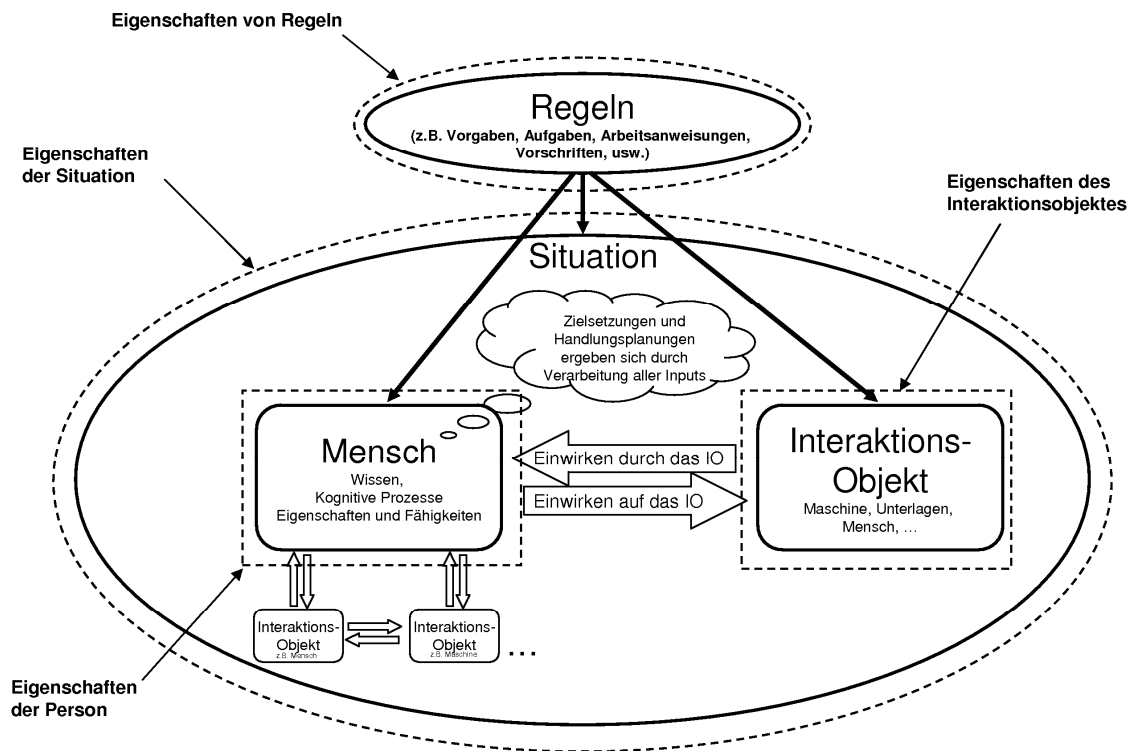 Eigenschaften von Regeln
Regeln
(z.B. Vorgaben, Aufgaben, Arbeitsanweisungen,
Vorschriften, usw.)
Eigenschaften
der Situation
Eigenschaften des
Interaktionsobjektes
Situation
Zielsetzungen und
Handlungsplanungen
ergeben sich durch
Verarbeitung aller Inputs
Mensch
Wissen,
Kognitive Prozesse
Eigenschaften und Fähigkeiten
Einwirken durch das IO
Einwirken auf das IO
Interaktions-
Objekt
Maschine, Unterlagen,
Mensch, ...
Interaktions-
Objekt
z.B. Mensch
Interaktions-
Objekt
z.B. Maschine
...
Eigenschaften
der Person